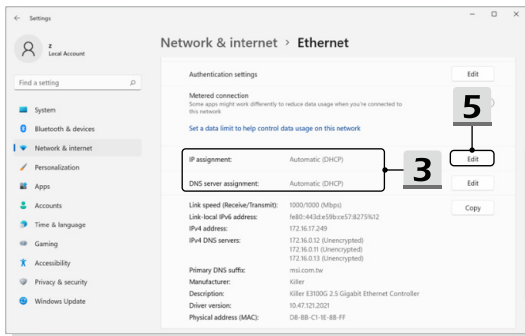 Settings
z
Local Account
Find a setting
System
Bluetooth & devices
Network & internet
Personalization
Apps
Accounts
Time & language
Gaming
Accessibility
Privacy & security
Windows Update
Network & internet > Ethernet
Authentication settings Edit
Metered connection
Some apps might work differently to reduce data usage when you're connected to
this network
Set a data limit to help control data usage on this network
5
IP assignment: Automatic (DHCP) Edit
3
DNS server assignment: Automatic (DHCP) Edit
Link speed (Receive/Transmit): 1000/1000 (Mbps) Copy
Link-local IPv6 address: fe80::443d:e59b:ce57:8275%12
IPv4 address: 172.16.17.249
IPv4 DNS servers: 172.16.0.12 (Unencrypted)
172.16.0.11 (Unencrypted)
172.16.0.13 (Unencrypted)
Primary DNS suffix: msi.com.tw
Manufacturer: Killer
Description: Killer E3100G 2.5 Gigabit Ethernet Controller
Driver version: 10.47.121.2021
Physical address (MAC): D8-BB-C1-1E-8B-FF